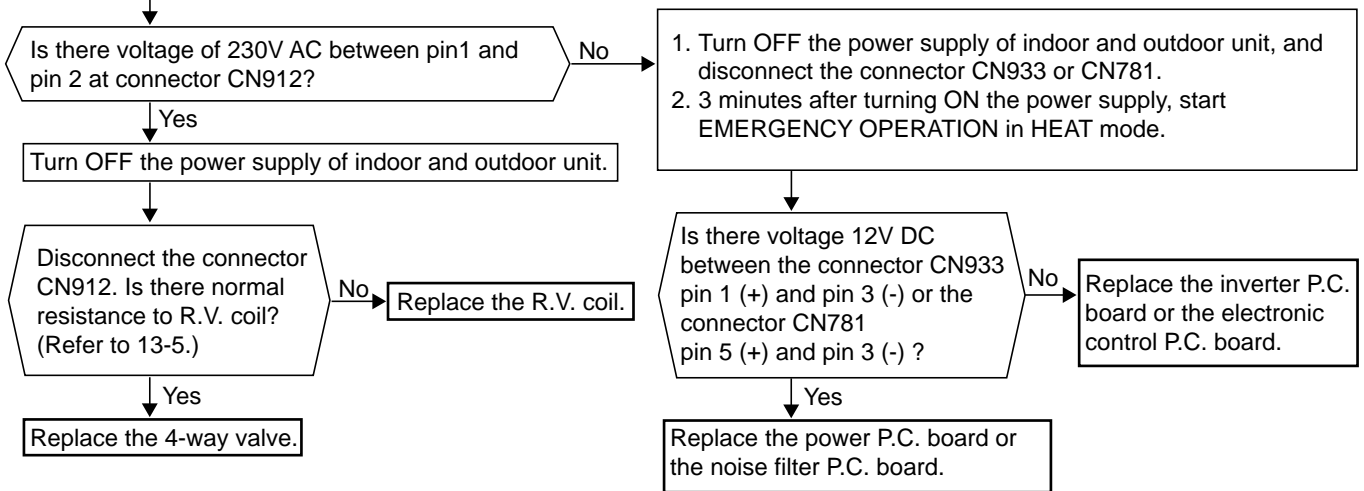 Is there voltage of 230V AC between pin1 and
pin 2 at connector CN912?
No
1. Turn OFF the power supply of indoor and outdoor unit, and
disconnect the connector CN933 or CN781.
2. 3 minutes after turning ON the power supply, start
EMERGENCY OPERATION in HEAT mode.
Yes
Turn OFF the power supply of indoor and outdoor unit.
Disconnect the connector
CN912. Is there normal
resistance to R.V. coil?
(Refer to 13-5.)
No
Replace the R.V. coil.
Yes
Replace the 4-way valve.
Is there voltage 12V DC
between the connector CN933
pin 1 (+) and pin 3 (-) or the
connector CN781
pin 5 (+) and pin 3 (-) ?
No
Replace the inverter P.C.
board or the electronic
control P.C. board.
Yes
Replace the power P.C. board or
the noise filter P.C. board.